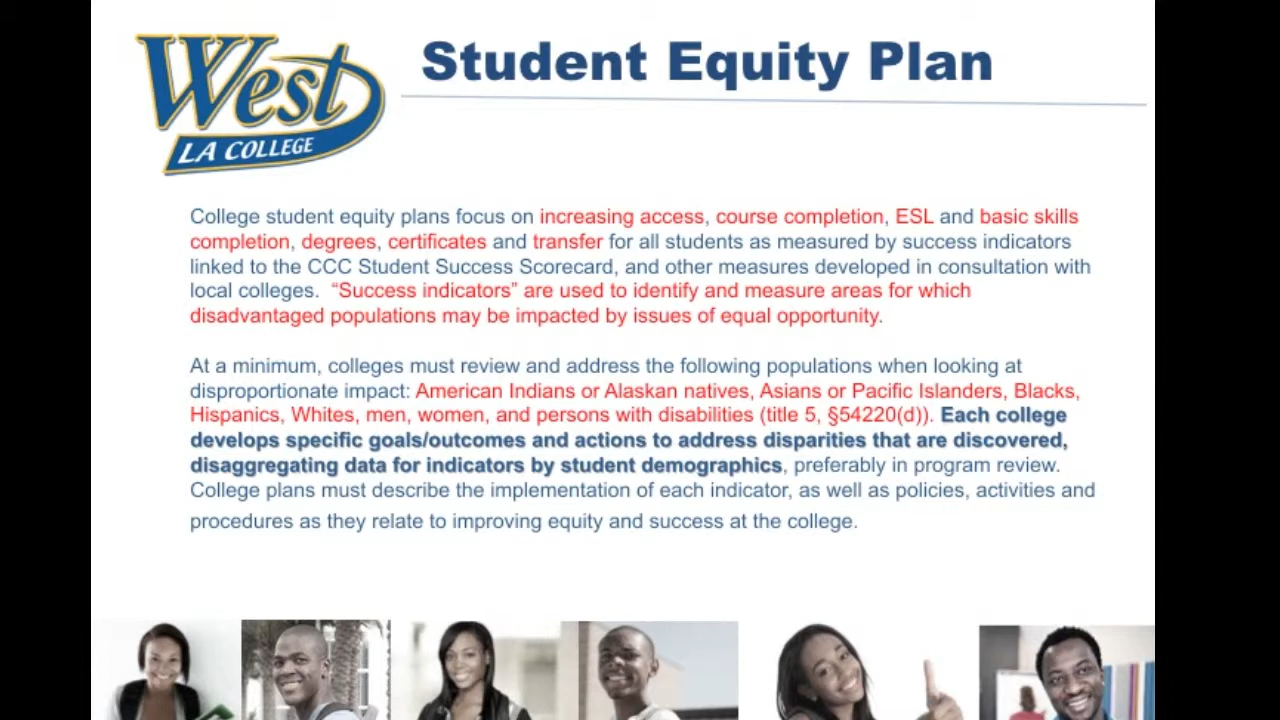 West
LA COLLEGE
Student Equity Plan
College student equity plans focus on increasing access, course completion, ESL and basic skills
completion, degrees, certificates and transfer for all students as measured by success indicators
linked to the CCC Student Success Scorecard, and other measures developed in consultation with
local colleges. “Success indicators” are used to identify and measure areas for which
disadvantaged populations may be impacted by issues of equal opportunity.
At a minimum, colleges must review and address the following populations when looking at
disproportionate impact: American Indians or Alaskan natives, Asians or Pacific Islanders, Blacks,
Hispanics, Whites, men, women, and persons with disabilities (title 5, §54220(d)). Each college
develops specific goals/outcomes and actions to address disparities that are discovered,
disaggregating data for indicators by student demographics, preferably in program review.
College plans must describe the implementation of each indicator, as well as policies, activities and
procedures as they relate to improving equity and success at the college.